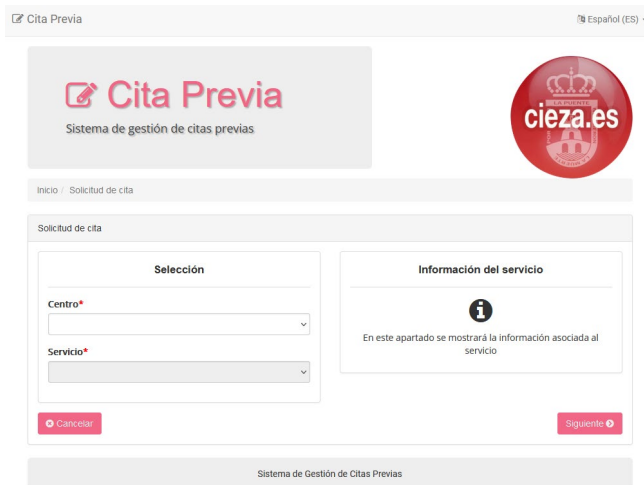 Cita Previa
Español (ES)
Cita Previa
Sistema de gestión de citas previas
LA PUENTE
cieza.es
Inicio / Solicitud de cita
Solicitud de cita
Selección
Centro*
Servicio*
Información del servicio
En este apartado se mostrará la información asociada al
servicio
Cancelar
Siguiente
Sistema de Gestión de Citas Previas